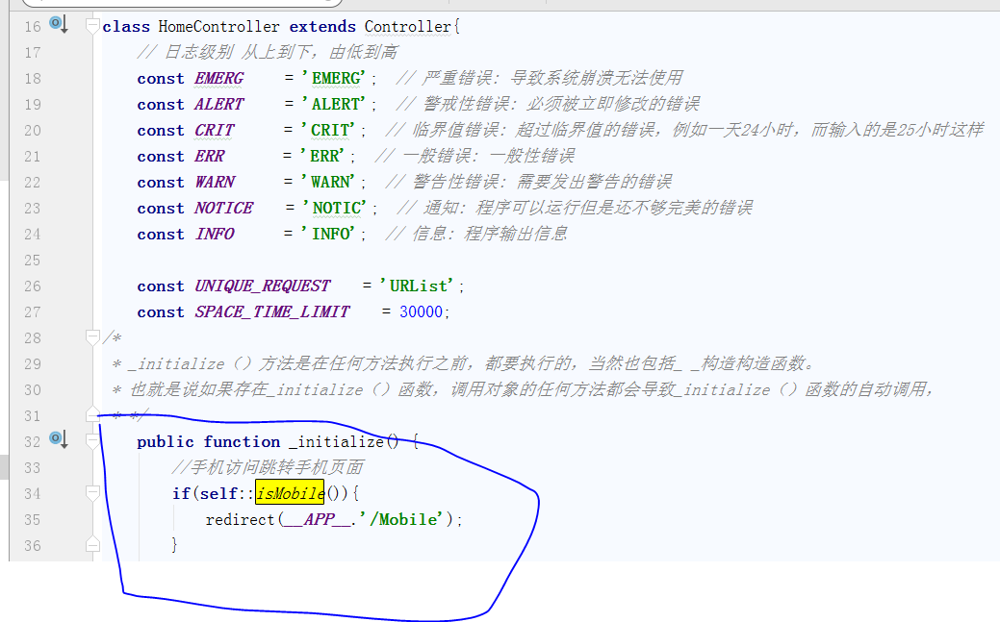 16 class HomeController extends Controller{
17 // 日志级别 从上到下，由低到高
18 const EMERG = 'EMERG'; // 严重错误: 导致系统崩溃无法使用
19 const ALERT = 'ALERT'; // 警戒性错误: 必须被立即修改的错误
20 const CRIT = 'CRIT'; // 临界值错误: 超过临界值的错误，例如一天24小时，而输入的是25小时这样
21 const ERR = 'ERR'; // 一般错误: 一般性错误
22 const WARN = 'WARN'; // 警告性错误: 需要发出警告的错误
23 const NOTICE = 'NOTIC'; // 通知: 程序可以运行但是还不够完美的错误
24 const INFO = 'INFO'; // 信息: 程序输出信息
25
26 const UNIQUE_REQUEST = 'URList';
27 const SPACE_TIME_LIMIT = 30000;
28 /*
29 * _initialize（）方法是在任何方法执行之前，都要执行的，当然也包括_ _构造构造函数。
30 * 也就是说如果存在_initialize（）函数，调用对象的任何方法都会导致_initialize（）函数的自动调用，
31 * */
32 public function _initialize() {
33 //手机访问跳转手机页面
34 if(self::isMobile()){
35 redirect(__APP__.'/Mobile');
36 }